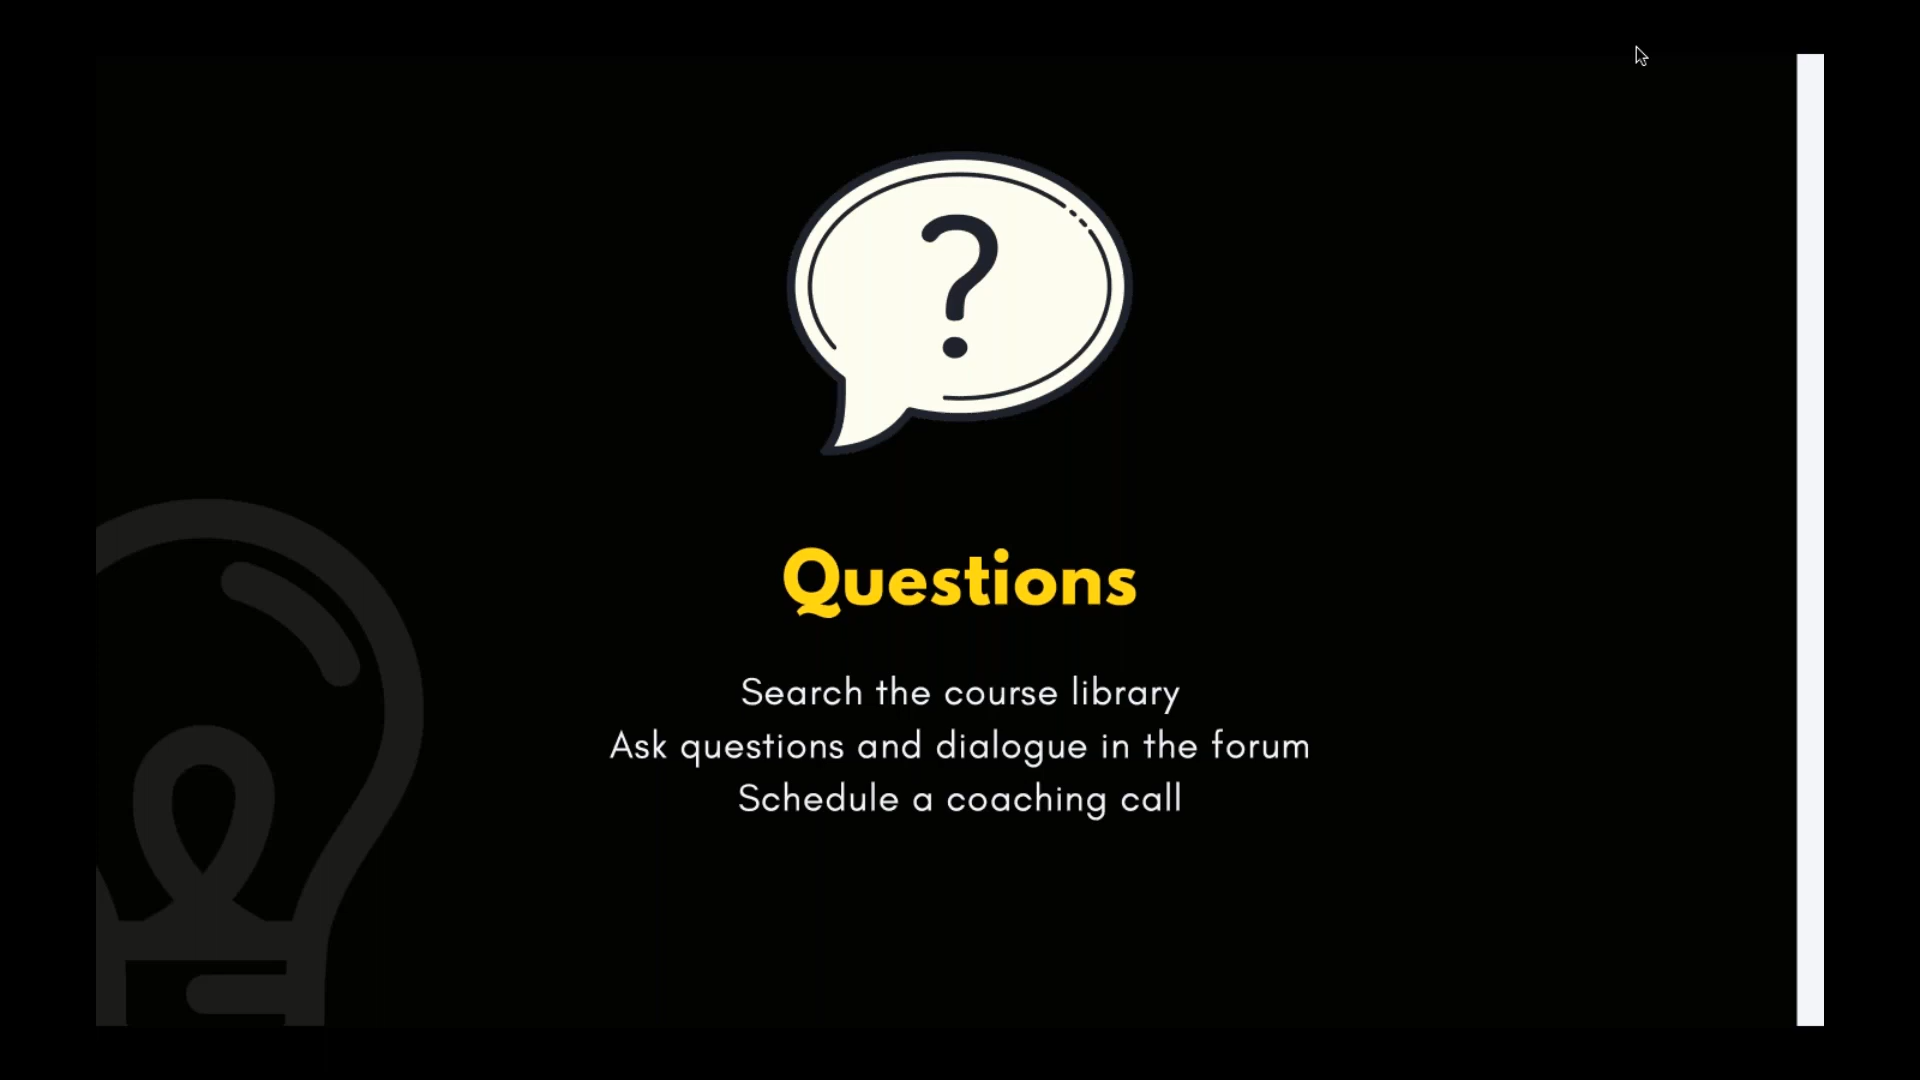 ?
Questions
Search the course library
Ask questions and dialogue in the forum
Schedule a coaching call